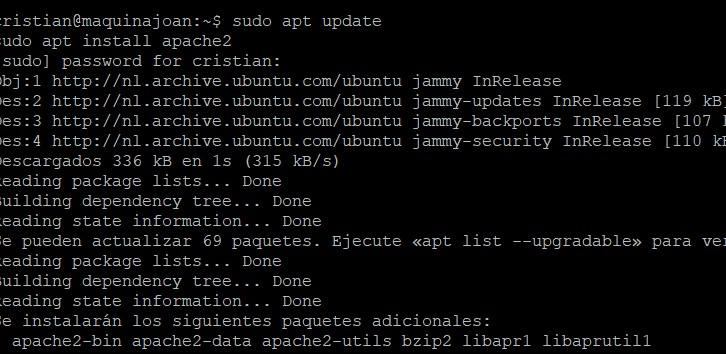 cristian@maquinajoan:~$ sudo apt update
sudo apt install apache2
sudo] password for cristian:
Obj:1 http://nl.archive.ubuntu.com/ubuntu jammy InRelease
Des:2 http://nl.archive.ubuntu.com/ubuntu jammy-updates InRelease [119 kB]
Des:3 http://nl.archive.ubuntu.com/ubuntu jammy-backports InRelease [107 k
Des:4 http://nl.archive.ubuntu.com/ubuntu jammy-security InRelease [110 kB
Descargados 336 kB en 1s (315 kB/s)
Reading package lists... Done
Building dependency tree... Done
Reading state information... Done
Se pueden actualizar 69 paquetes. Ejecute «apt list --upgradable» para ver
Reading package lists... Done
Building dependency tree... Done
Reading state information... Done
Se instalarán los siguientes paquetes adicionales:
apache2-bin apache2-data apache2-utils bzip2 libapr1 libaprutil1